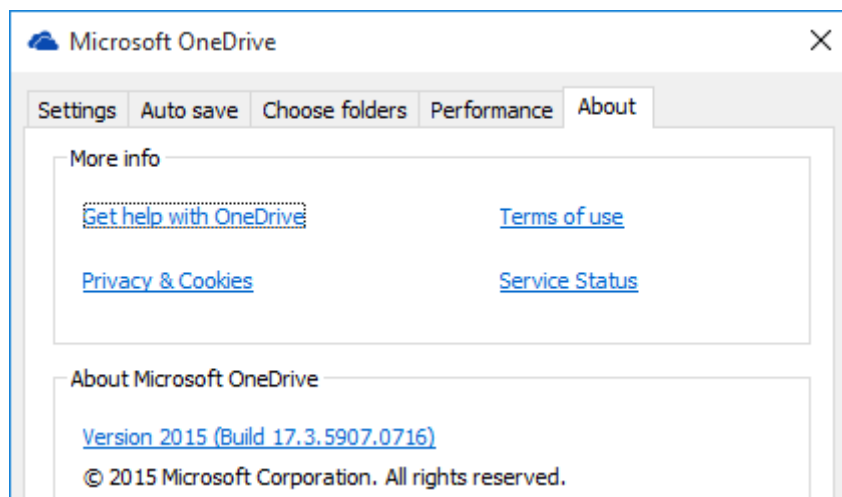 Microsoft OneDrive
Settings Auto save Choose folders Performance About
More info
Get help with OneDrive Terms of use
Privacy & Cookies Service Status
About Microsoft OneDrive
Version 2015 (Build 17.3.5907.0716)
© 2015 Microsoft Corporation. All rights reserved.